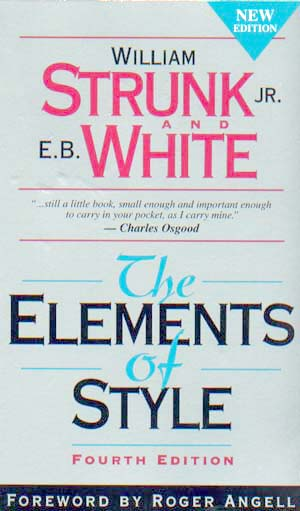 NEW
EDITION
WILLIAM
STRUNK JR.
AND
E.B. WHITE
"...still a little book, small enough and important enough
to carry in your pocket, as I carry mine."
— Charles Osgood
The
ELEMENTS
of
STYLE
FOURTH EDITION
FOREWORD BY ROGER ANGELL